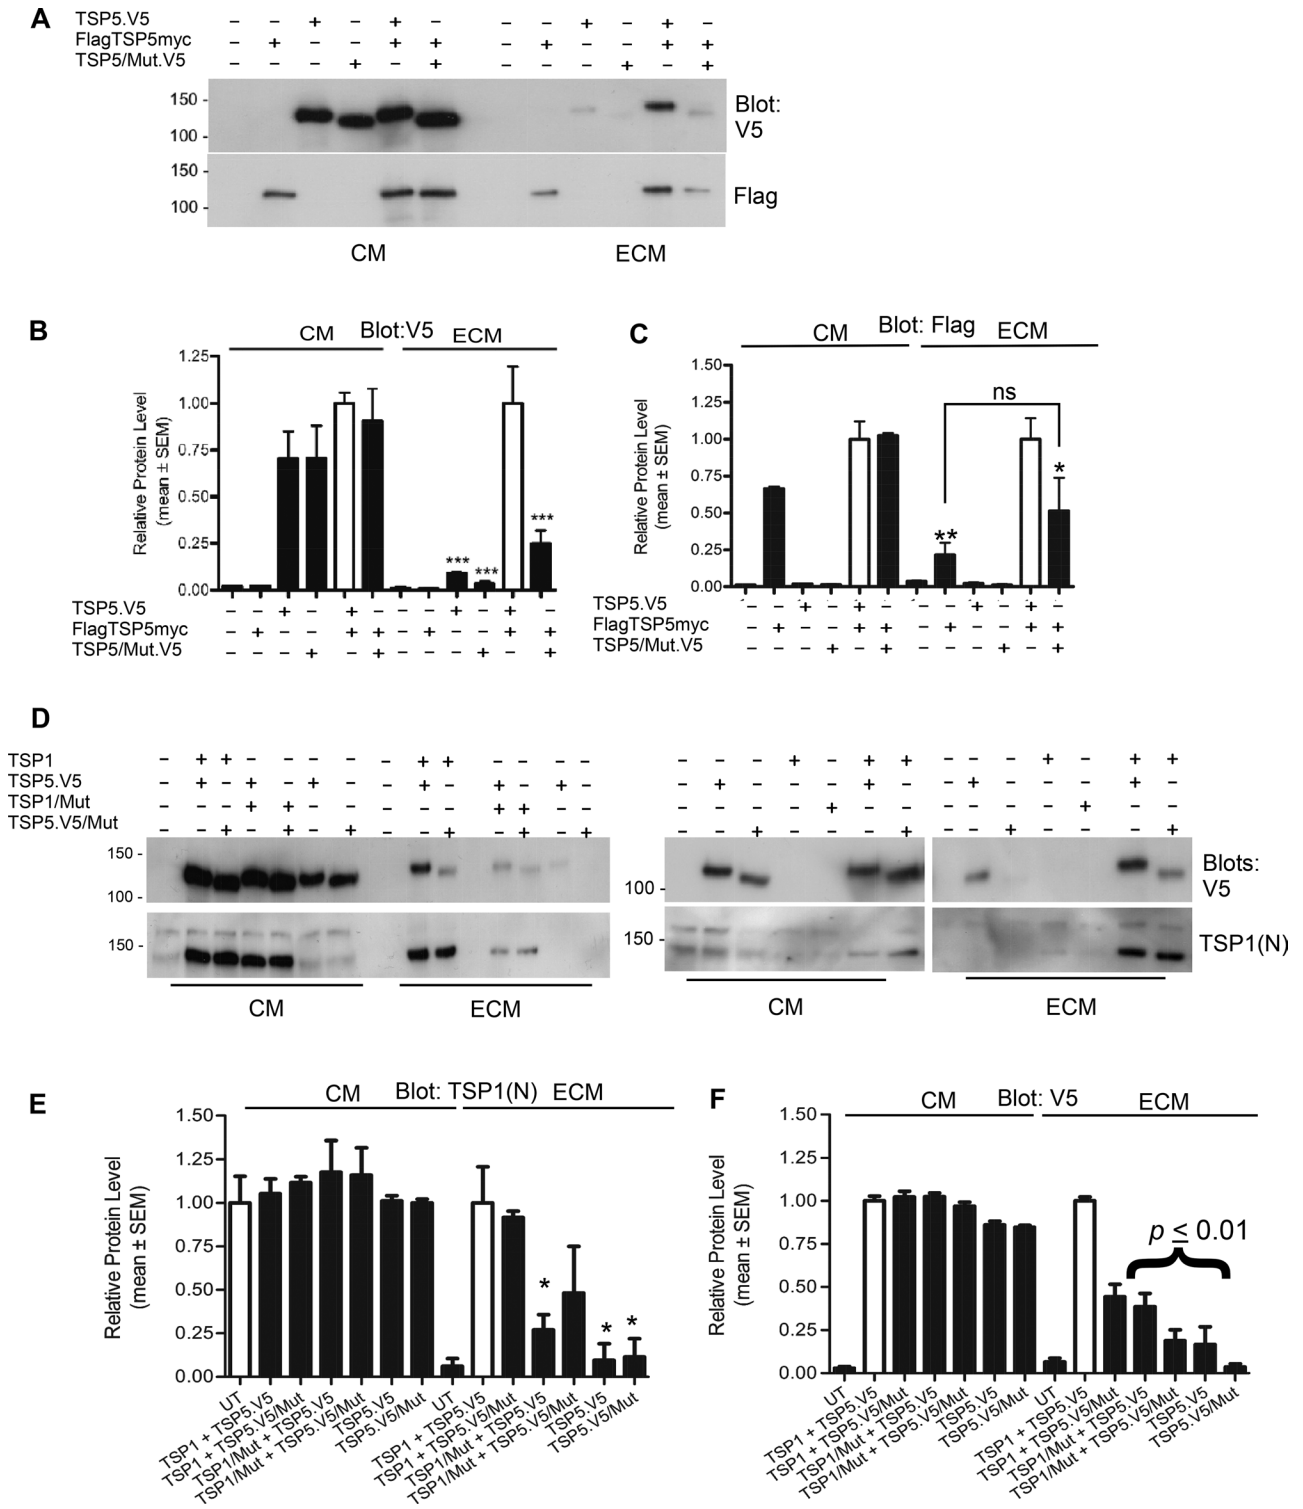 A
TSP5.V5 – – + – + – – – + – + –
FlagTSP5myc – + – – + + – + – – + +
TSP5/Mut.V5 – – – + – + – – – + – +
150 -
100 -
Blot:
V5
150 -
100 -
Flag
CM ECM
B
CM Blot:V5 ECM
Relative Protein Level
(mean ± SEM)
1.25
1.00
0.75
0.50
0.25
0.00
*** *** ***
TSP5.V5 – – + – + – – – + – + –
FlagTSP5myc – + – – + + – + – – + +
TSP5/Mut.V5 – – – + – + – – – + – +
C
CM Blot: Flag ECM
Relative Protein Level
(mean ± SEM)
1.50
1.25
1.00
0.75
0.50
0.25
0.00
ns
** *
TSP5.V5 – – + – + – – – + – + –
FlagTSP5myc – + – – + + – + – – + +
TSP5/Mut.V5 – – – + – + – – – + – +
D
TSP1 – + + – – – – – + + – – – –
TSP5.V5 – + – + – + – – + – + – + –
TSP1/Mut – – – + + – – – – – + + – –
TSP5.V5/Mut – – + – + – + – – + – + – +
– – – + – + + – – – + – + +
– + – – – + – – + – – – + –
– – – – + – – – – – – + – –
– – + – – – + – – + – – – +
150 -
100 -
150 -
100 -
150 -
Blots:
V5
TSP1(N)
CM ECM CM ECM
E
CM Blot: TSP1(N) ECM
Relative Protein Level
(mean ± SEM)
1.50
1.25
1.00
0.75
0.50
0.25
0.00
* * *
UT
TSP1 + TSP5.V5
TSP1 + TSP5.V5/Mut
TSP1/Mut + TSP5.V5
TSP1/Mut + TSP5.V5/Mut
TSP5.V5
TSP5.V5/Mut
UT
TSP1 + TSP5.V5
TSP1 + TSP5.V5/Mut
TSP1/Mut + TSP5.V5
TSP1/Mut + TSP5.V5/Mut
TSP5.V5
TSP5.V5/Mut
F
CM Blot: V5 ECM
Relative Protein Level
(mean ± SEM)
1.50
1.25
1.00
0.75
0.50
0.25
0.00
p ≤ 0.01
UT
TSP1 + TSP5.V5
TSP1 + TSP5.V5/Mut
TSP1/Mut + TSP5.V5
TSP1/Mut + TSP5.V5/Mut
TSP5.V5
TSP5.V5/Mut
UT
TSP1 + TSP5.V5
TSP1 + TSP5.V5/Mut
TSP1/Mut + TSP5.V5
TSP1/Mut + TSP5.V5/Mut
TSP5.V5
TSP5.V5/Mut